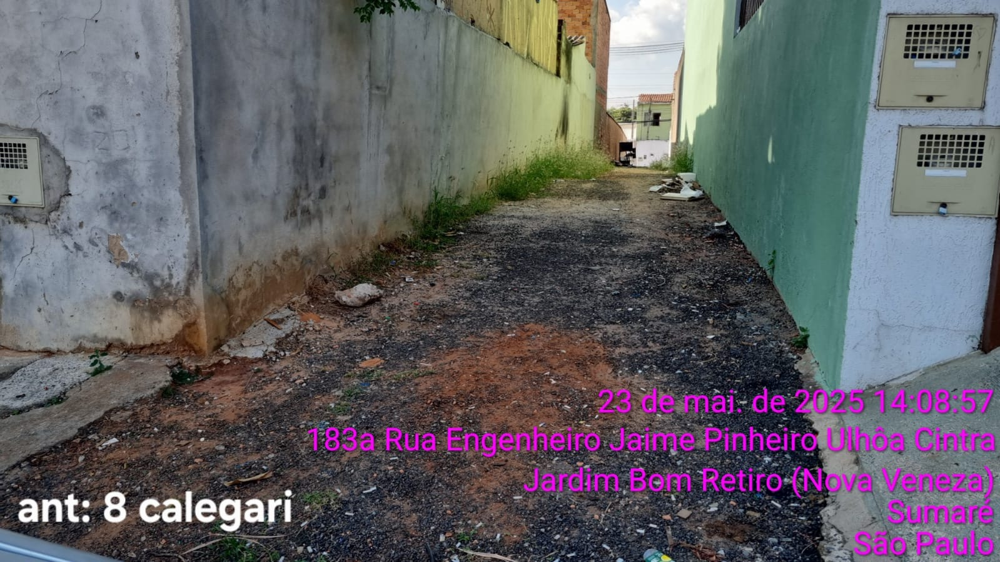 23 de mai. de 2025 14:08:57
183a Rua Engenheiro Jaime Pinheiro Ulhôa Cintra
Jardim Bom Retiro (Nova Veneza)
ant: 8 calegari
Sumaré
São Paulo